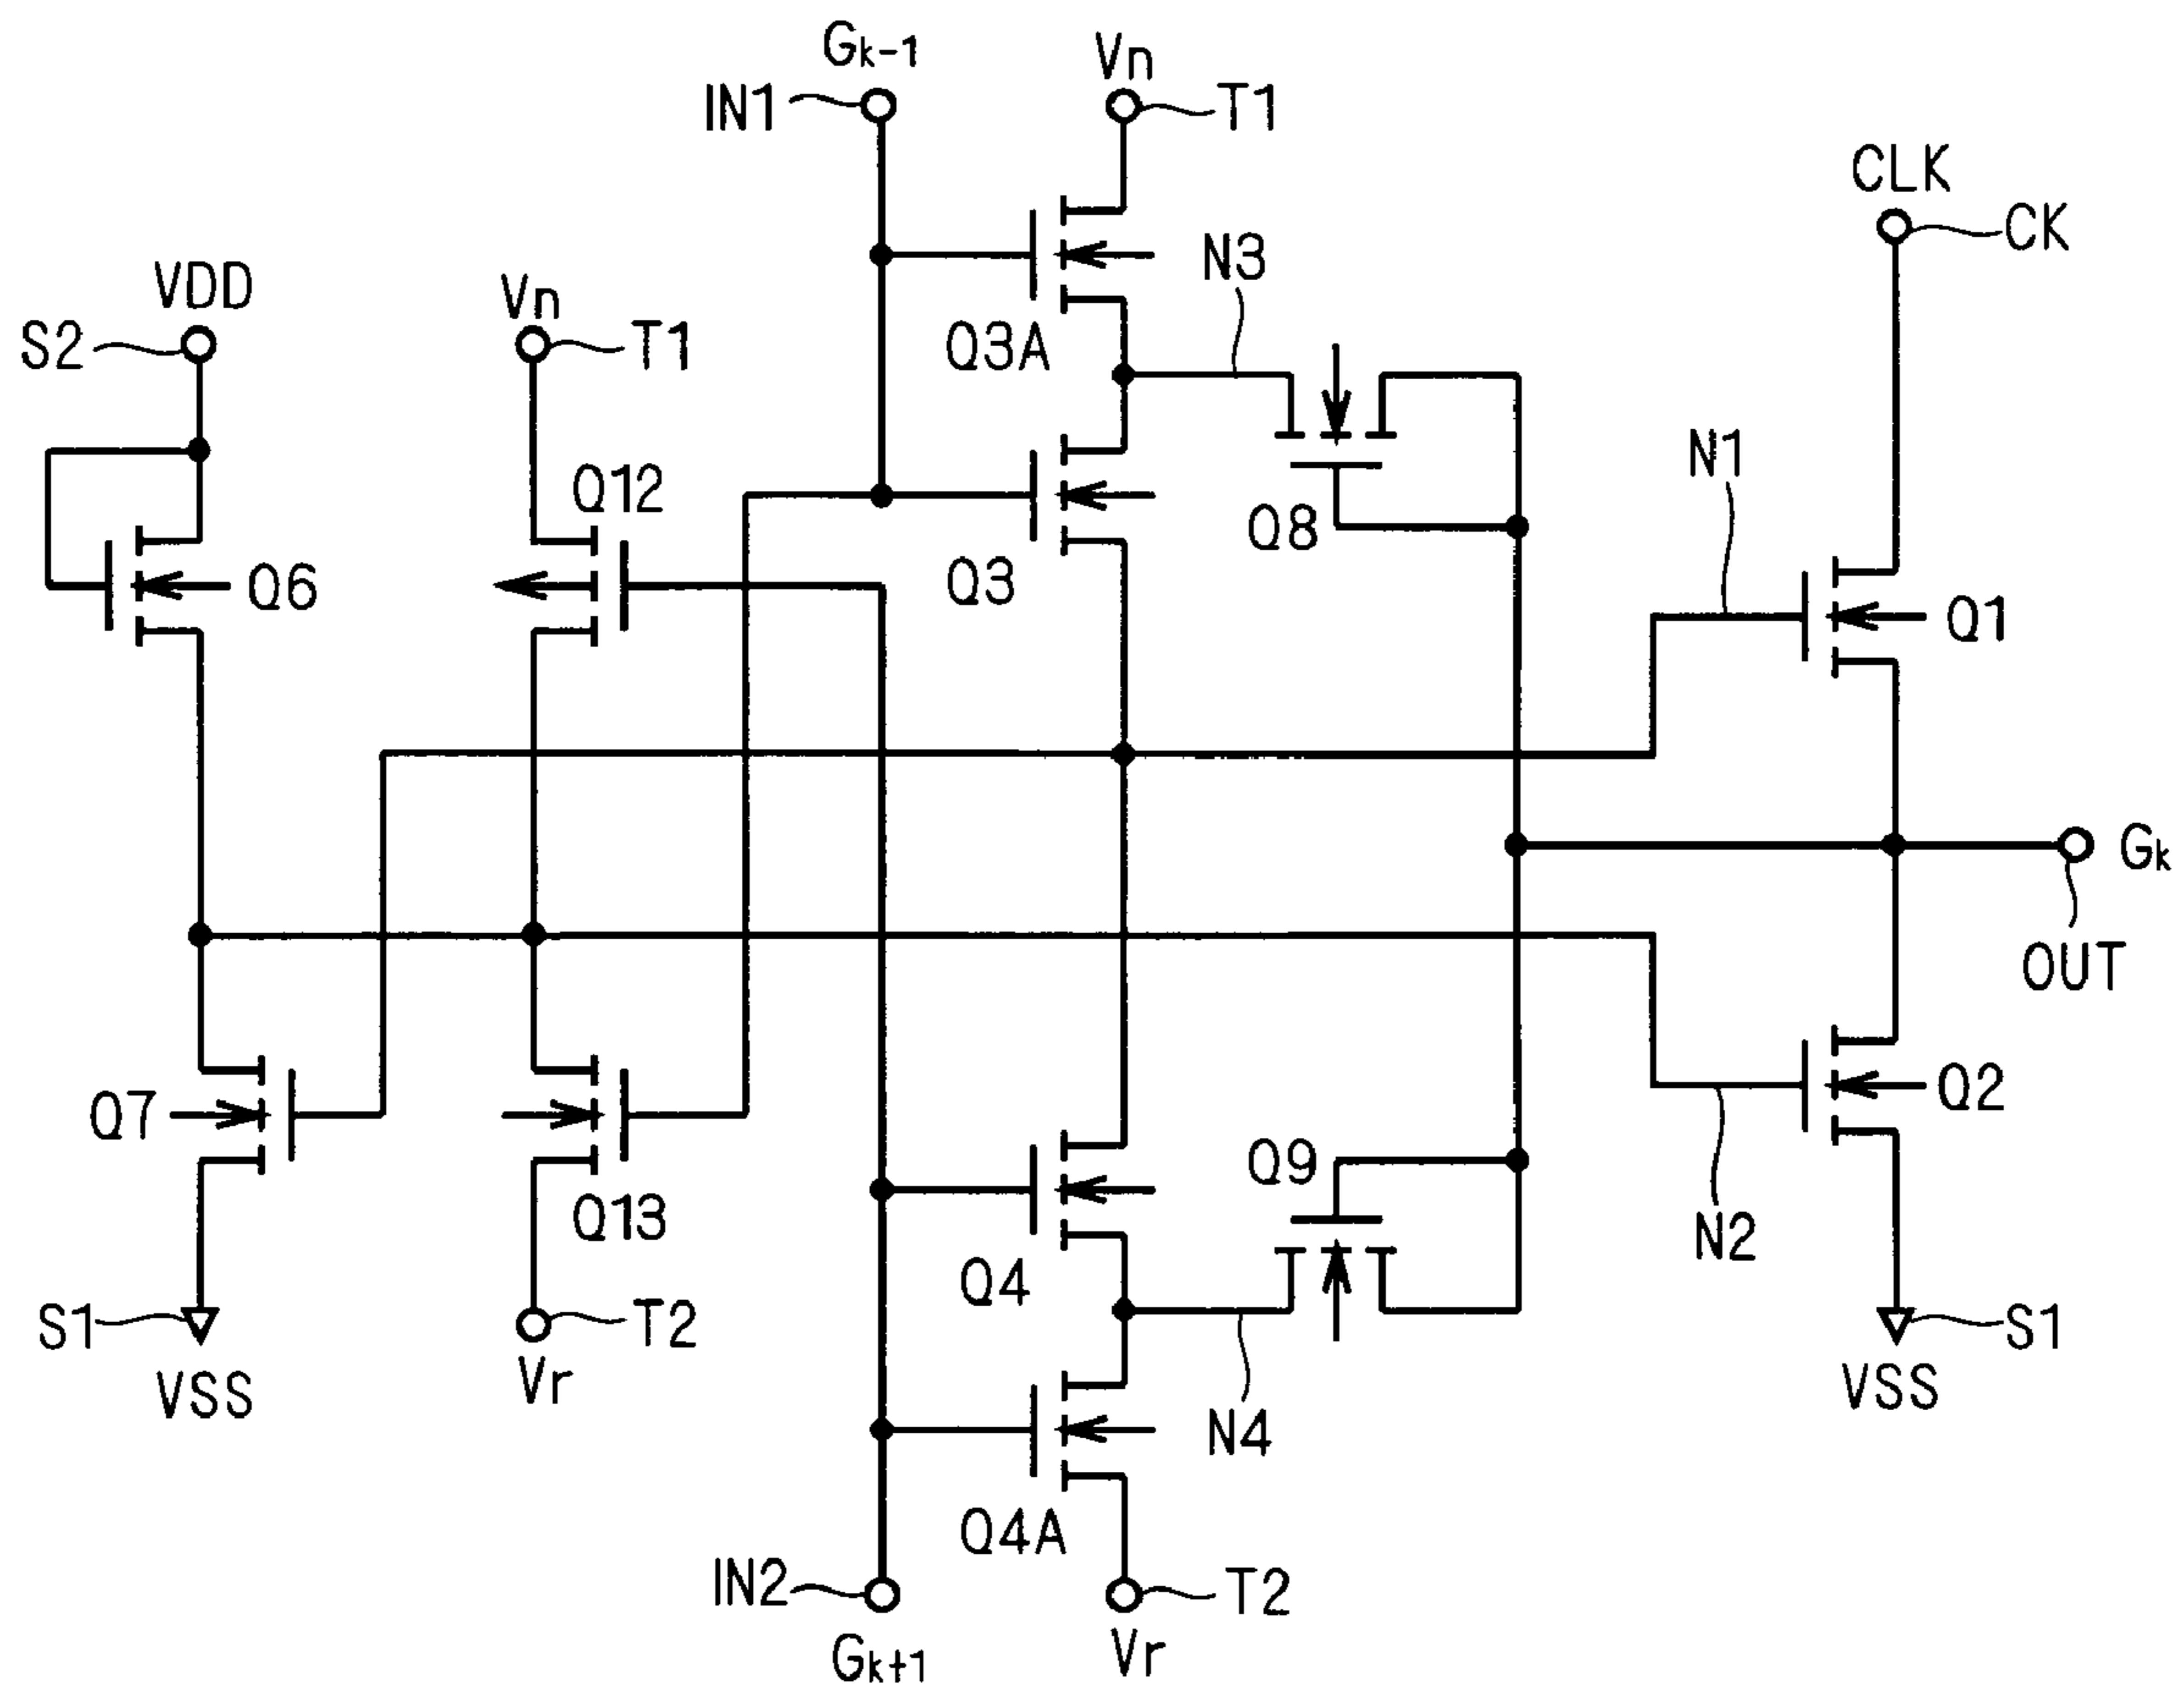 Gk-1
Vn
IN1
T1
CLK
CK
VDD
Vn
N3
S2
T1
Q3A
N1
Q12
Q8
Q6
Q3
Q1
Gk
OUT
Q7
Q9
Q2
Q13
N2
Q4
S1
T2
S1
VSS
Vr
VSS
N4
Q4A
IN2
T2
Gk+1
Vr